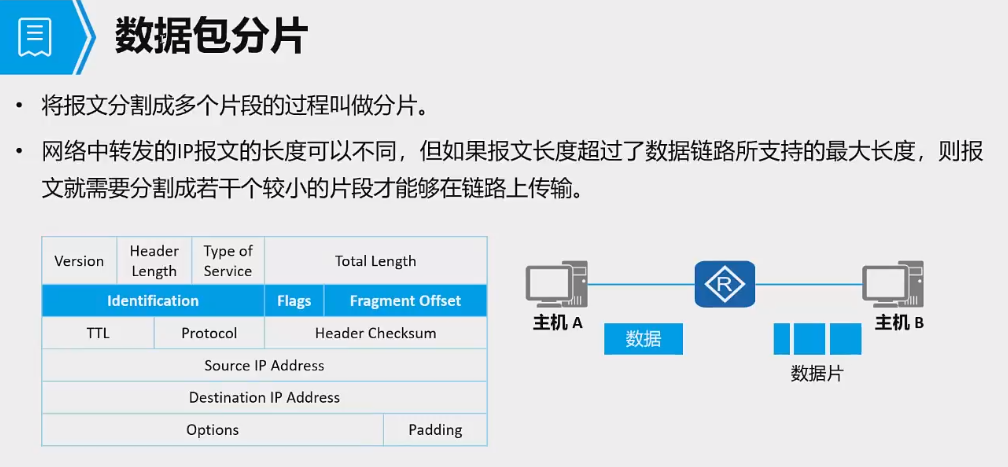 数据包分片
• 将报文分割成多个片段的过程叫做分片。
• 网络中转发的IP报文的长度可以不同，但如果报文长度超过了数据链路所支持的最大长度，则报
文就需要分割成若干个较小的片段才能够在链路上传输。
Version
Header
Length
Type of
Service
Total Length
Identification
Flags
Fragment Offset
TTL
Protocol
Header Checksum
Source IP Address
Destination IP Address
Options
Padding
R
主机 A
主机 B
数据
数据片